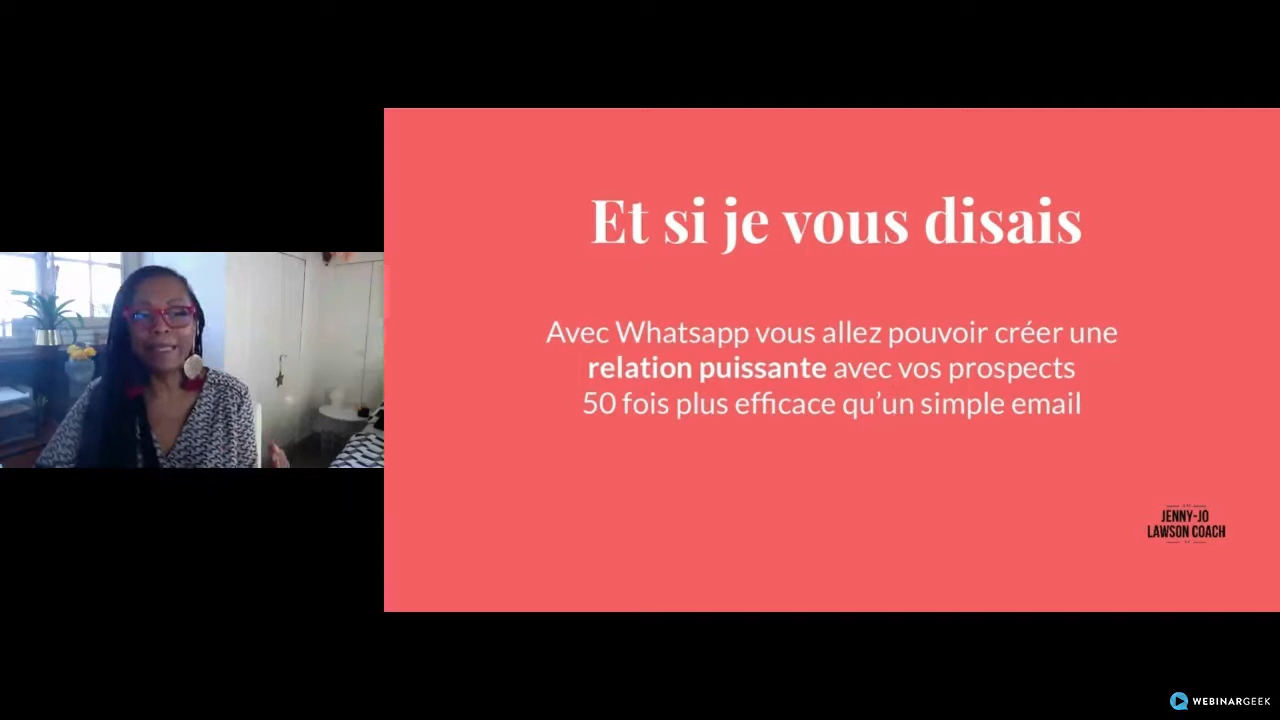 Et si je vous disais
Avec Whatsapp vous allez pouvoir créer une
relation puissante avec vos prospects
50 fois plus efficace qu'un simple email
JENNY-JO
LAWSON COACH
WEBINARGEEK